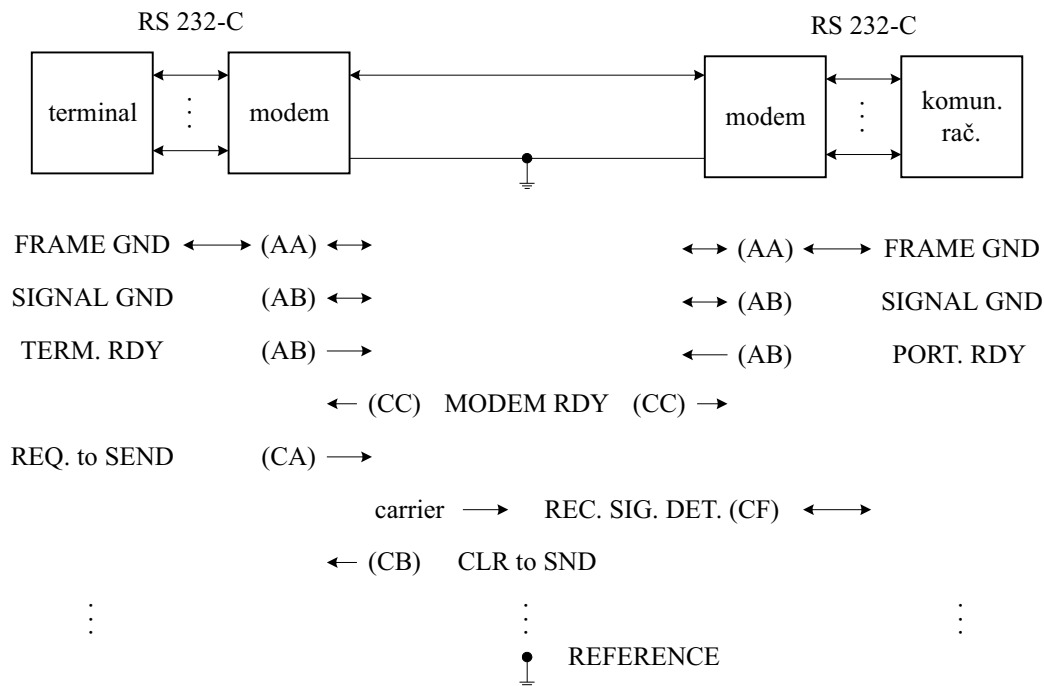 RS 232-C RS 232-C
terminal modem modem komun.
rač.
FRAME GND (AA) (AA) FRAME GND
SIGNAL GND (AB) (AB) SIGNAL GND
TERM. RDY (AB) (AB) PORT. RDY
(CC) MODEM RDY (CC)
REQ. to SEND (CA)
carrier REC. SIG. DET. (CF)
(CB) CLR to SND
REFERENCE